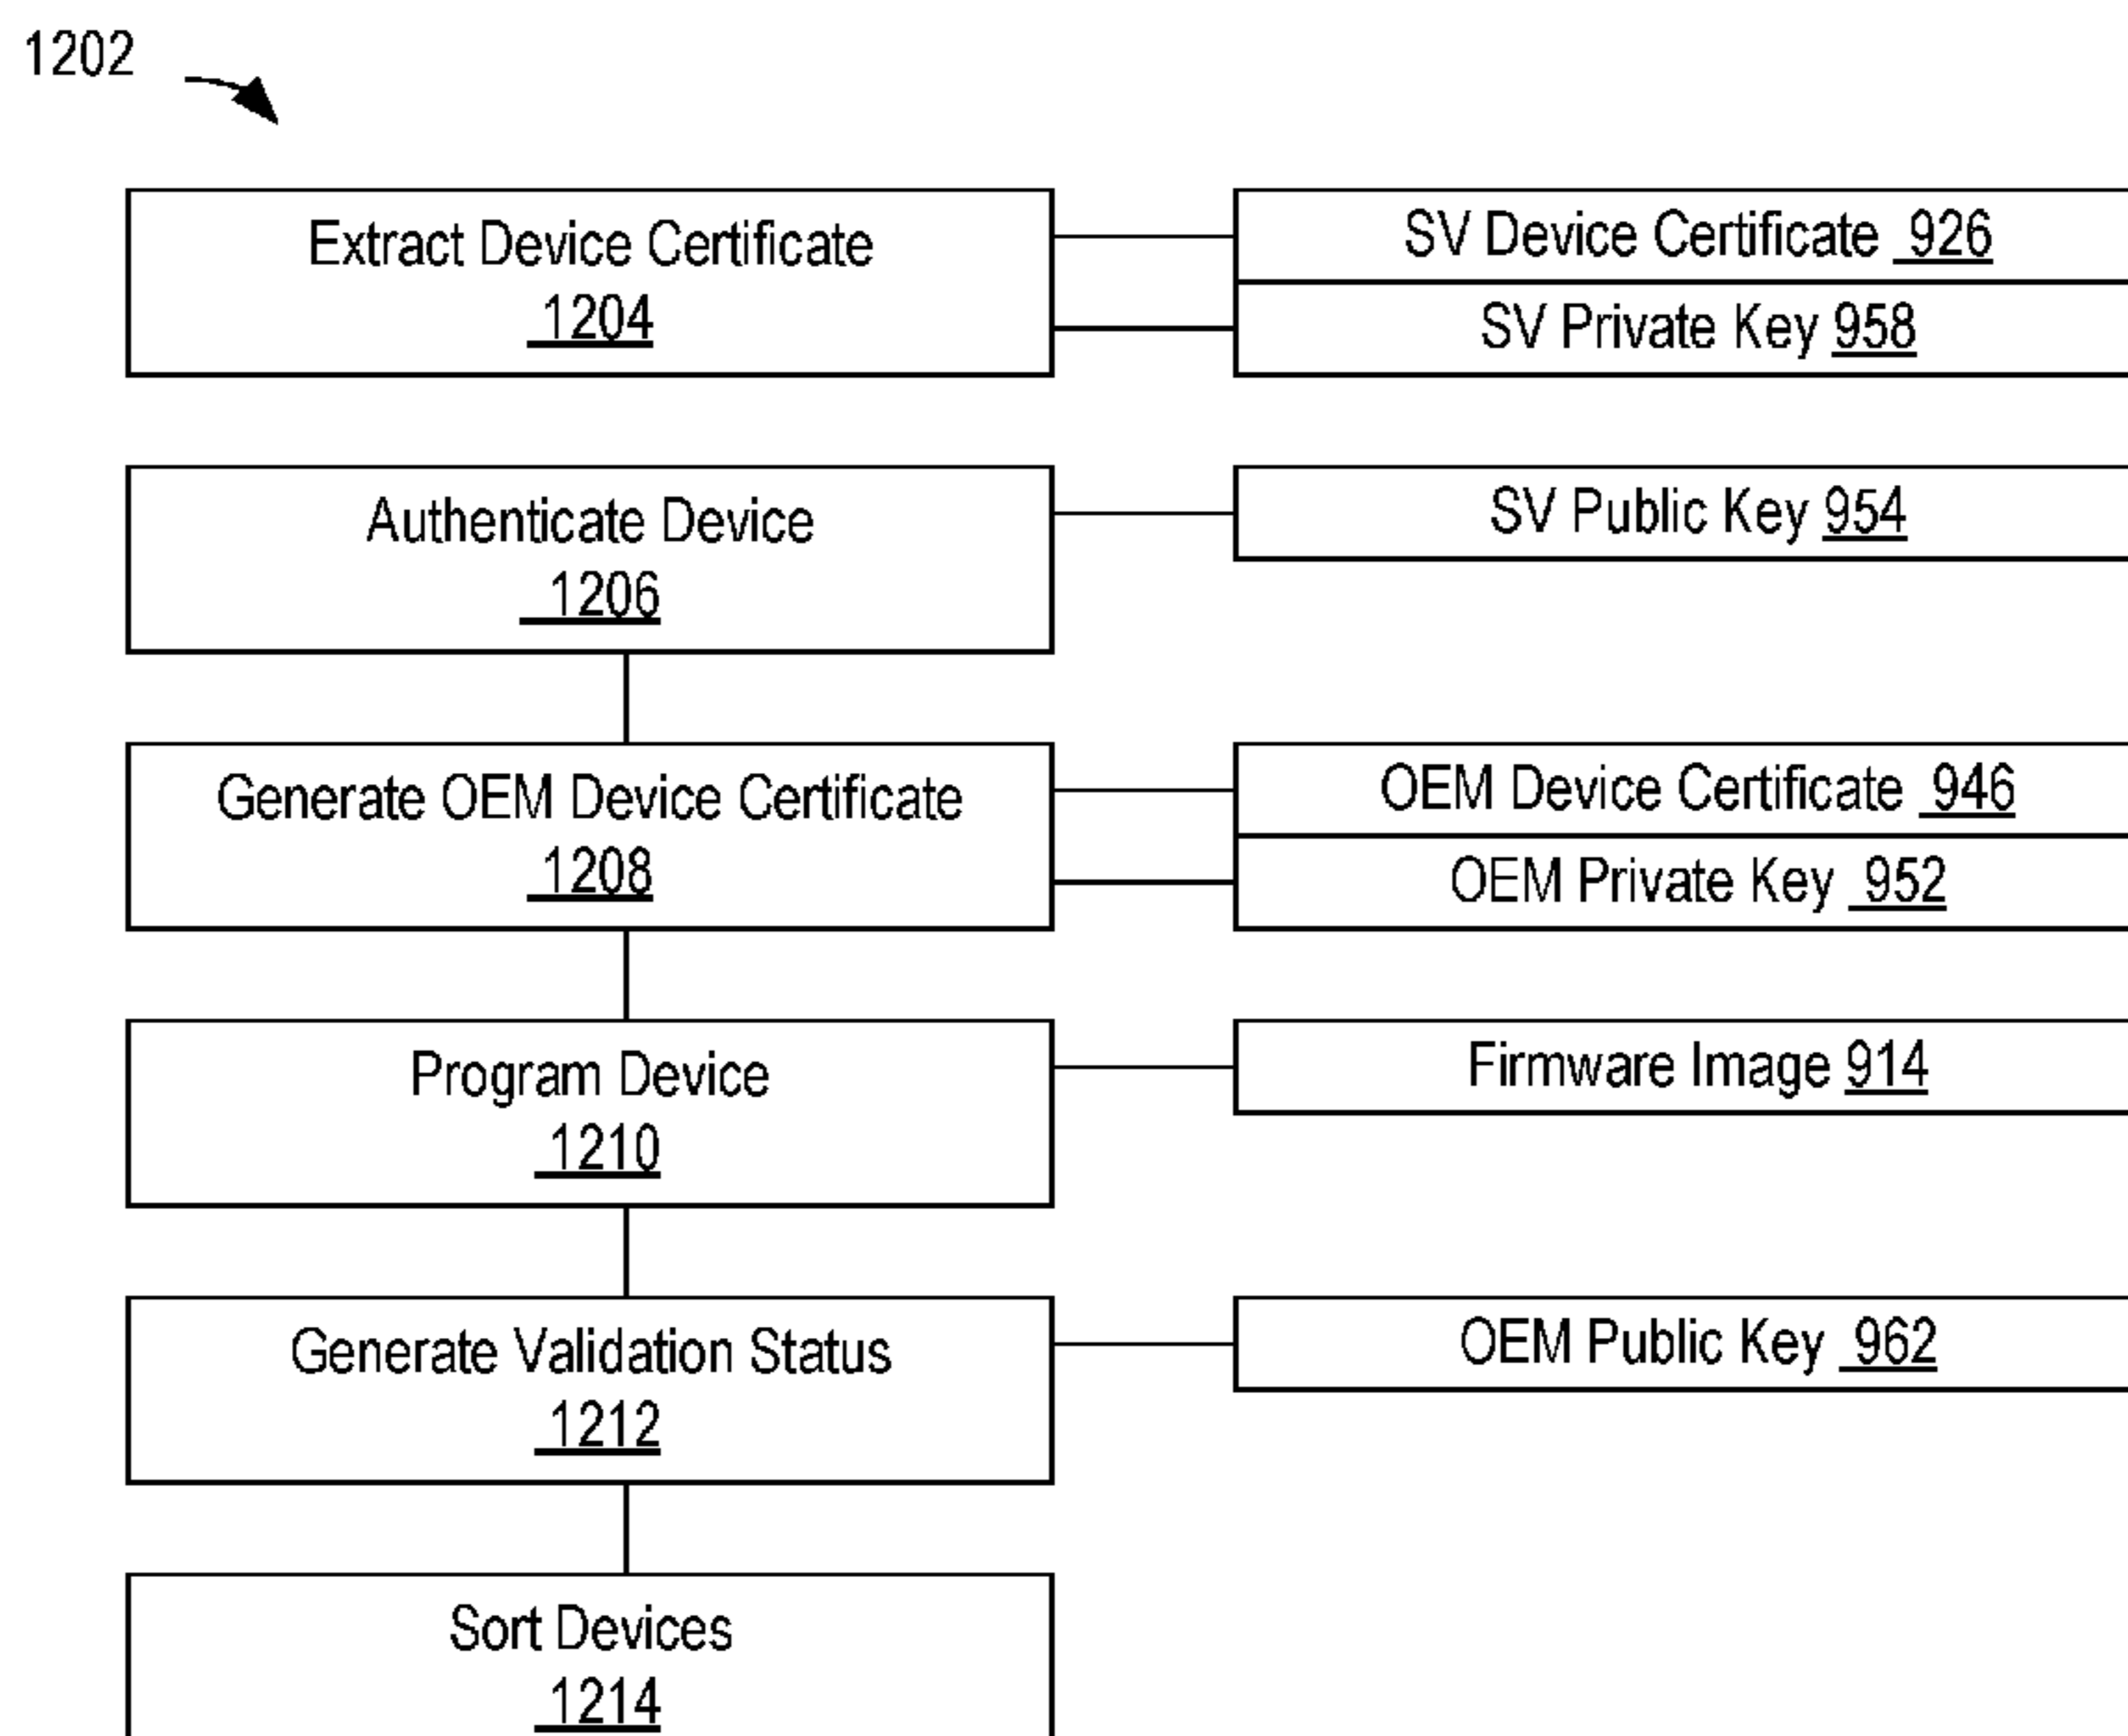 1202
Extract Device Certificate
1204
SV Device Certificate 926
SV Private Key 958
Authenticate Device
1206
SV Public Key 954
Generate OEM Device Certificate
1208
OEM Device Certificate 946
OEM Private Key 952
Program Device
1210
Firmware Image 914
Generate Validation Status
1212
OEM Public Key 962
Sort Devices
1214